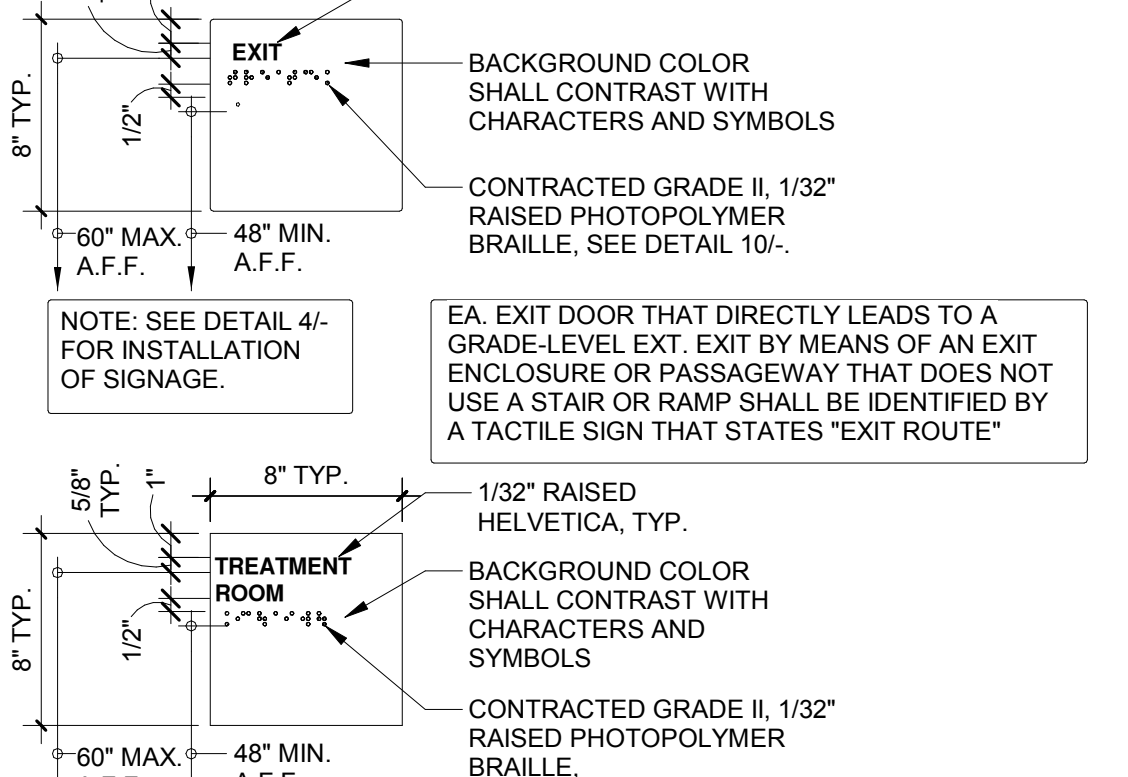 EXIT
BACKGROUND COLOR
SHALL CONTRAST WITH
CHARACTERS AND SYMBOLS
8" TYP.
1/2"
CONTRACTED GRADE II, 1/32"
RAISED PHOTOPOLYMER
BRAILLE, SEE DETAIL 10/-.
60" MAX.
A.F.F.
48" MIN.
A.F.F.
NOTE: SEE DETAIL 4/-
FOR INSTALLATION
OF SIGNAGE.
EA. EXIT DOOR THAT DIRECTLY LEADS TO A
GRADE-LEVEL EXT. EXIT BY MEANS OF AN EXIT
ENCLOSURE OR PASSAGEWAY THAT DOES NOT
USE A STAIR OR RAMP SHALL BE IDENTIFIED BY
A TACTILE SIGN THAT STATES "EXIT ROUTE"
5/8"
TYP.
1"
8" TYP.
1/32" RAISED
HELVETICA, TYP.
TREATMENT
ROOM
BACKGROUND COLOR
SHALL CONTRAST WITH
CHARACTERS AND
SYMBOLS
8" TYP.
1/2"
CONTRACTED GRADE II, 1/32"
RAISED PHOTOPOLYMER
BRAILLE,
60" MAX.
48" MIN.